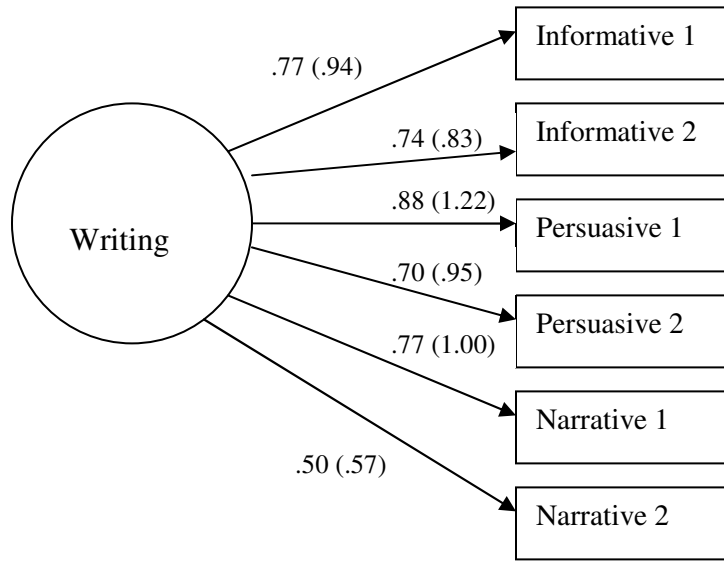 Informative 1
.77 (.94)
Informative 2
.74 (.83)
.88 (1.22)
Persuasive 1
Writing
.70 (.95)
Persuasive 2
.77 (1.00)
Narrative 1
.50 (.57)
Narrative 2